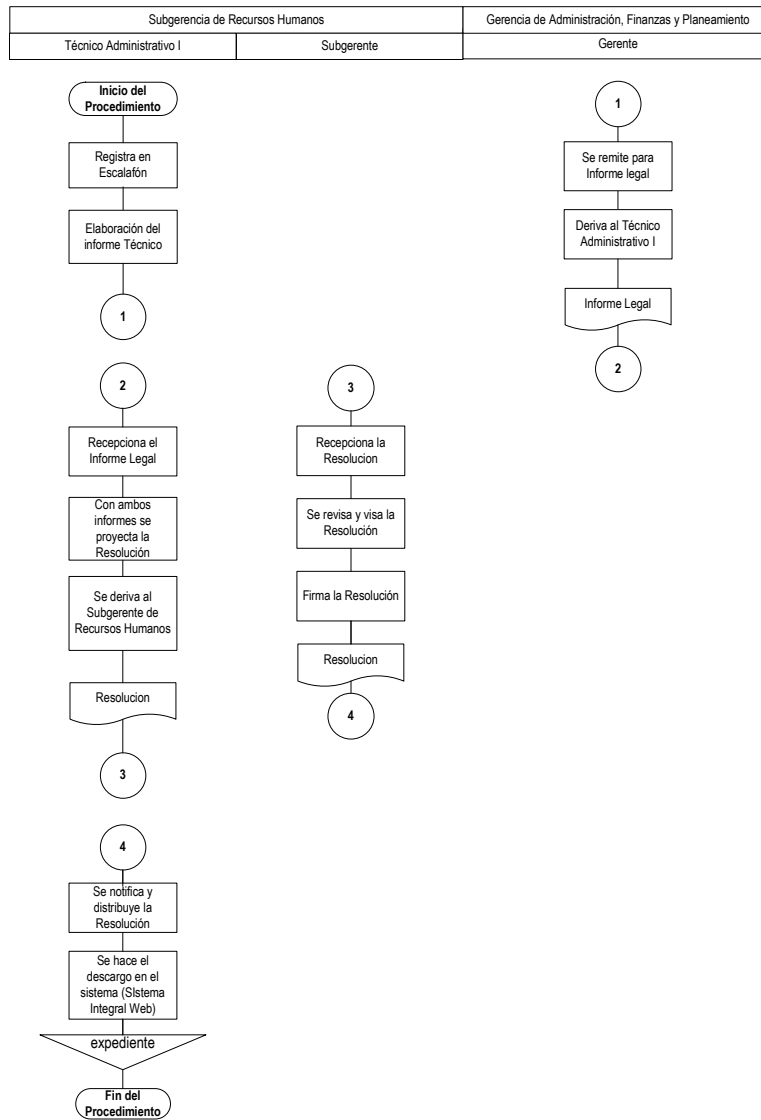 Subgerencia de Recursos Humanos
Gerencia de Administración, Finanzas y Planeamiento
Técnico Administrativo I
Subgerente
Gerente
Inicio del
Procedimiento
Registra en
Escalafón
Elaboración del
informe Técnico
1
1
Se remite para
Informe legal
Deriva al Técnico
Administrativo I
Informe Legal
2
2
Recepciona el
Informe Legal
Con ambos
informes se
proyecta la
Resolución
Se deriva al
Subgerente de
Recursos Humanos
Resolucion
3
3
Recepciona la
Resolucion
Se revisa y visa la
Resolución
Firma la Resolución
Resolucion
4
4
Se notifica y
distribuye la
Resolución
Se hace el
descargo en el
sistema (SIstema
Integral Web)
expediente
Fin del
Procedimiento